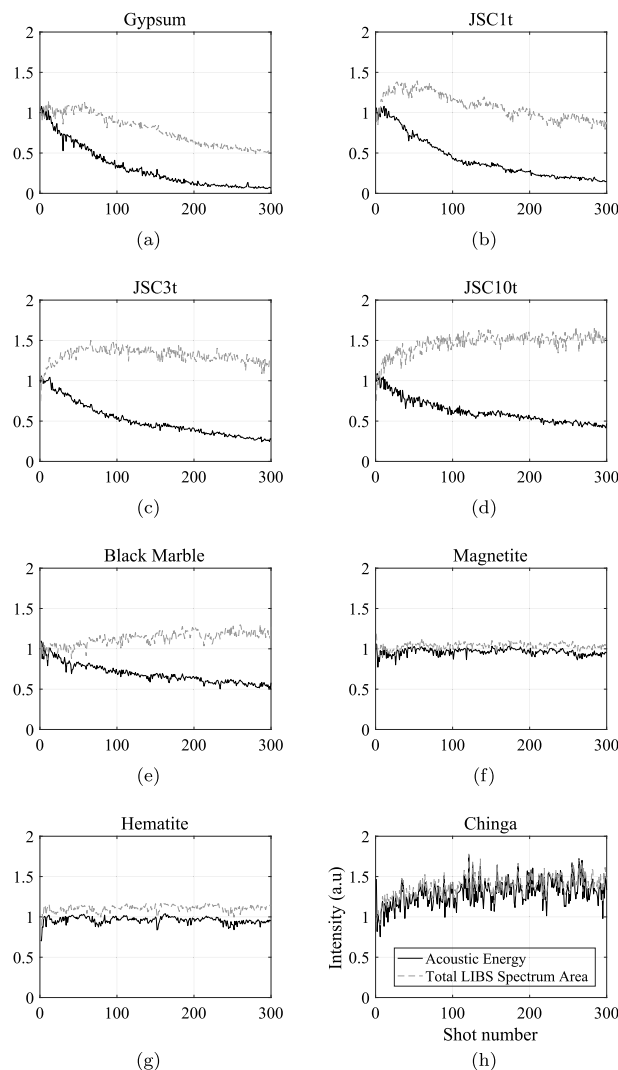 Gypsum
2
1.5
1
0.5
0
0 100 200 300
(a)
JSC1t
2
1.5
1
0.5
0
0 100 200 300
(b)
JSC3t
2
1.5
1
0.5
0
0 100 200 300
(c)
JSC10t
2
1.5
1
0.5
0
0 100 200 300
(d)
Black Marble
2
1.5
1
0.5
0
0 100 200 300
(e)
Magnetite
2
1.5
1
0.5
0
0 100 200 300
(f)
Hematite
2
1.5
1
0.5
0
0 100 200 300
(g)
Chinga
2
1.5
1
0.5
0
Intensity (a.u)
Acoustic Energy
Total LIBS Spectrum Area
0 100 200 300
Shot number
(h)